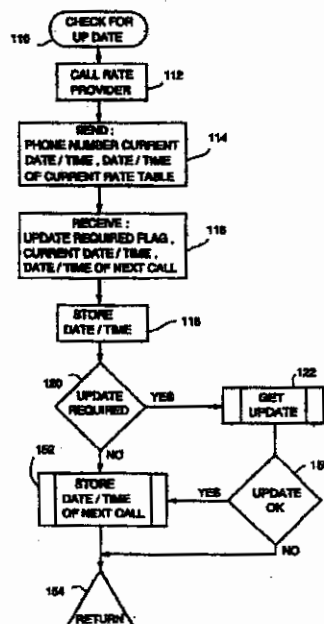 CHECK FOR
UP DATE
110
CALL RATE
PROVIDER
112
SEND :
PHONE NUMBER CURRENT
DATE / TIME , DATE / TIME
OF CURRENT RATE TABLE
114
RECEIVE :
UPDATE REQUIRED FLAG ,
CURRENT DATE / TIME ,
DATE / TIME OF NEXT CALL
116
STORE
DATE / TIME
118
120
UPDATE
REQUIRED
YES
122
GET
UPDATE
NO
152
STORE
DATE / TIME
OF NEXT CALL
YES
UPDATE
OK
NO
154
RETURN